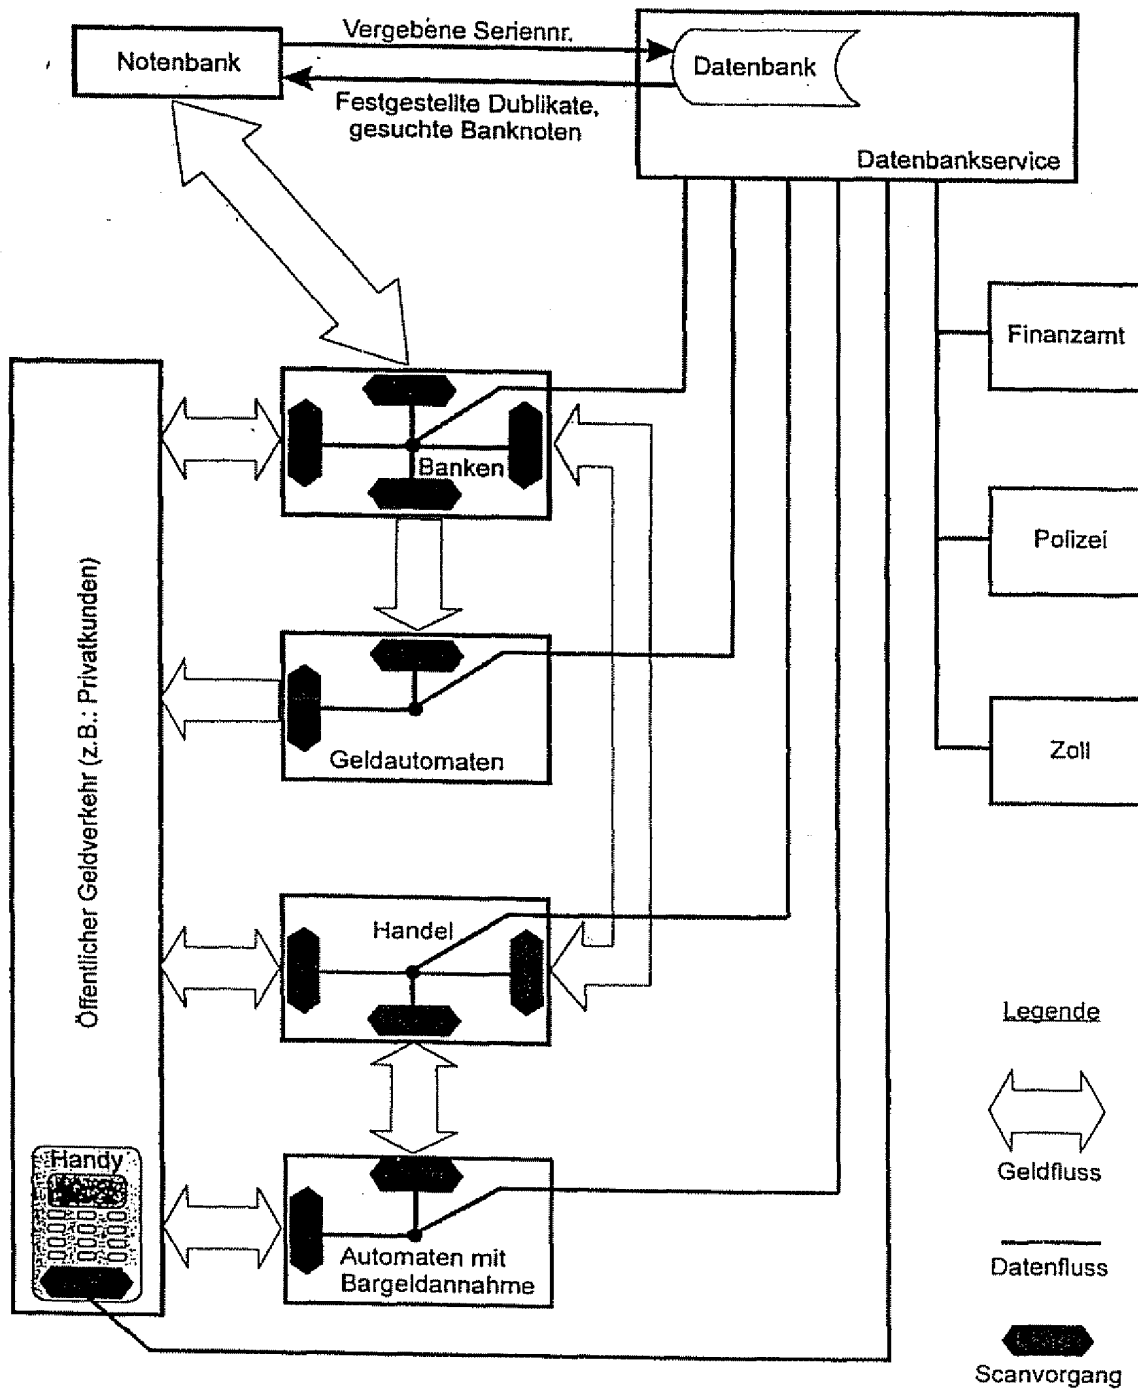 Vergebene Seriennr.
Notenbank
Datenbank
Festgestellte Dublikate,
gesuchte Banknoten
Datenbankservice
Finanzamt
Banken
Polizei
Öffentlicher Geldverkehr (z.B.: Privatkunden)
Geldautomaten
Zoll
Handel
Legende
Handy
Geldfluss
Automaten mit
Bargeldannahme
Datenfluss
Scanvorgang